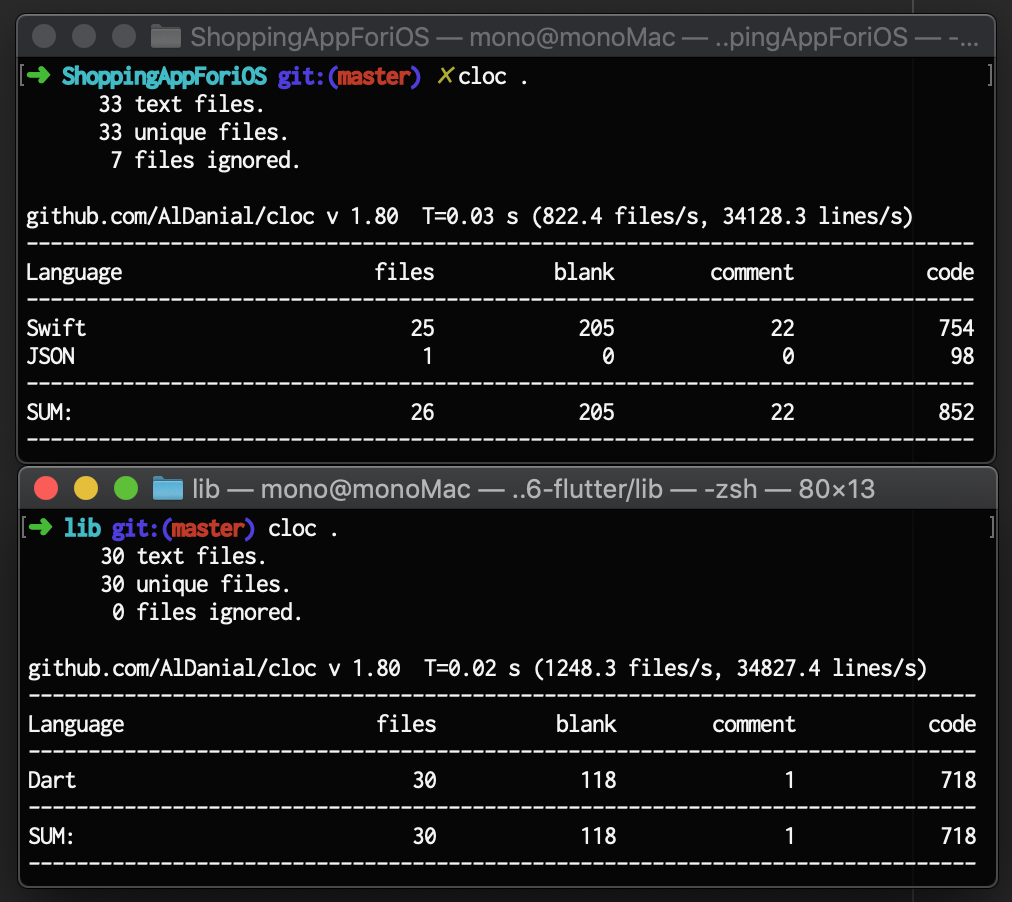 ShoppingAppForiOS — mono@monoMac — ..pingAppForiOS — -...
[➜ ShoppingAppForiOS git:(master) ✗ cloc . ]
33 text files.
33 unique files.
7 files ignored.
github.com/AlDanial/cloc v 1.80  T=0.03 s (822.4 files/s, 34128.3 lines/s)
-------------------------------------------------------------------------------
Language                     files          blank        comment           code
-------------------------------------------------------------------------------
Swift                           25            205             22            754
JSON                             1              0              0             98
-------------------------------------------------------------------------------
SUM:                            26            205             22            852
-------------------------------------------------------------------------------
lib — mono@monoMac — ..6-flutter/lib — -zsh — 80×13
[➜ lib git:(master) cloc . ]
30 text files.
30 unique files.
0 files ignored.
github.com/AlDanial/cloc v 1.80  T=0.02 s (1248.3 files/s, 34827.4 lines/s)
-------------------------------------------------------------------------------
Language                     files          blank        comment           code
-------------------------------------------------------------------------------
Dart                            30            118              1            718
-------------------------------------------------------------------------------
SUM:                            30            118              1            718
-------------------------------------------------------------------------------